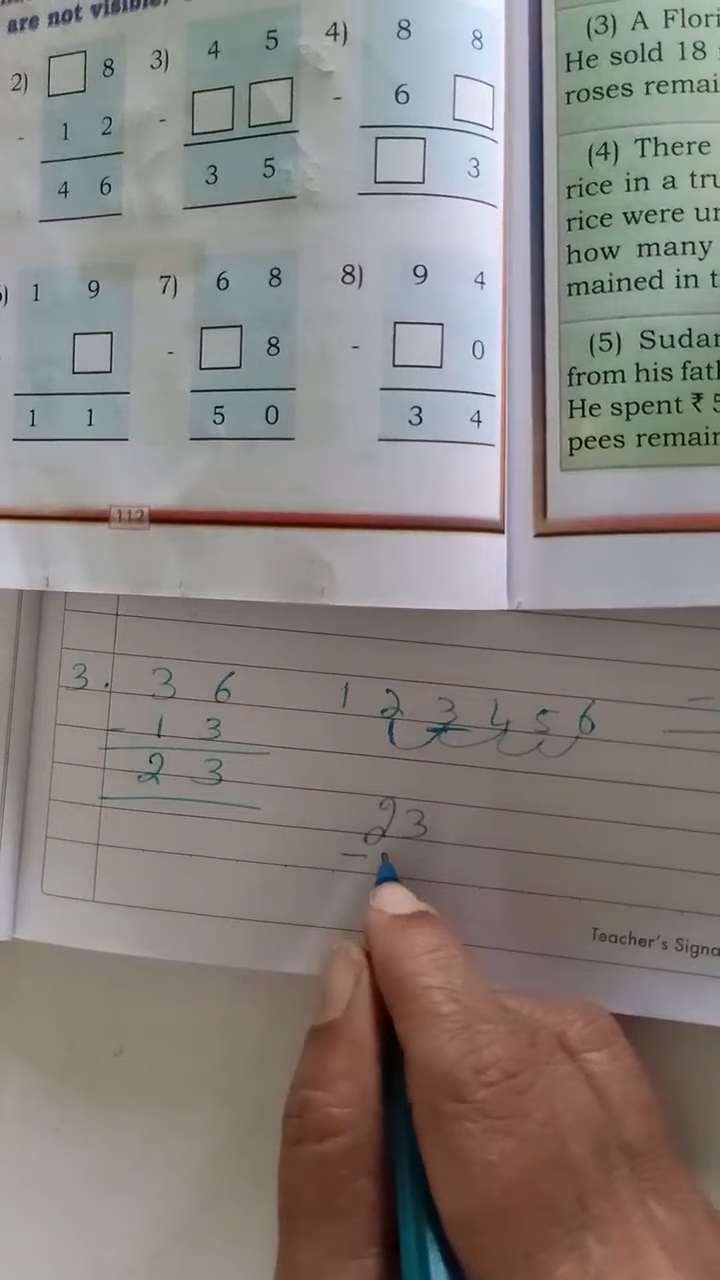 are not visible.
2) □ 8
- 1 2
4 6
3) 4 5
- □ □
3 5
4) 8 8
- 6 □
□ 3
) 1 9
□
1 1
7) 6 8
- □ 8
5 0
8) 9 4
- □ 0
3 4
112
(3) A Flori
He sold 18
roses remai
(4) There
rice in a tru
rice were un
how many
mained in t
(5) Sudar
from his fath
He spent ₹ 5
pees remain
3. 3 6
- 1 3
2 3
1 2 3 4 5 6
23
-
Teacher's Signa